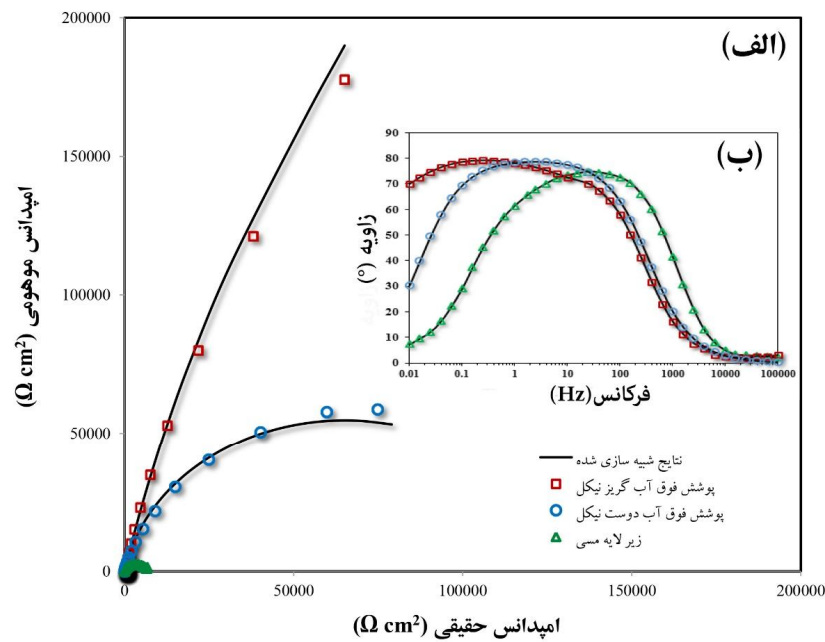 (الف)
200000
150000
100000
50000
0
امپدانس موهومی (Ω cm²)
0
50000
100000
150000
200000
امپدانس حقیقی (Ω cm²)
(ب)
90
80
70
60
50
40
30
20
10
0
زاویه (°)
0.01
0.1
1
10
100
1000
10000
100000
فرکانس(Hz)
نتایج شبیه سازی شده
پوشش فوق آب گریز نیکل
پوشش فوق آب دوست نیکل
زیر لایه مسی